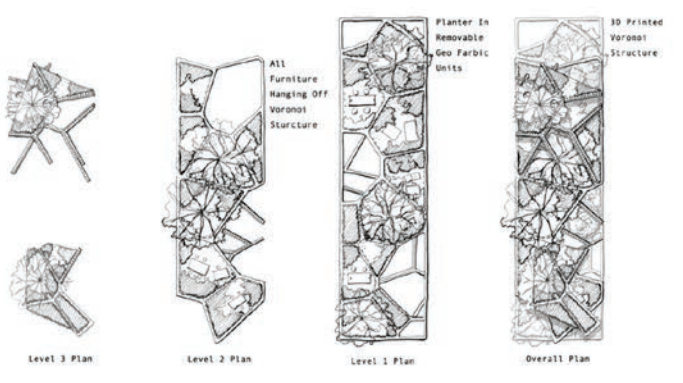 All
Furniture
Hanging Off
Voronoi
Sturcture
Planter In
Removable
Geo Farbic
Units
3D Printed
Voronoi
Structure
Level 3 Plan
Level 2 Plan
Level 1 Plan
Overall Plan